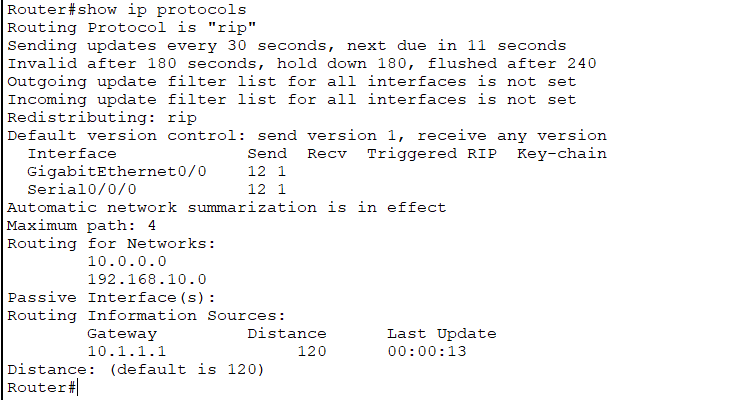 Router#show ip protocols
Routing Protocol is "rip"
Sending updates every 30 seconds, next due in 11 seconds
Invalid after 180 seconds, hold down 180, flushed after 240
Outgoing update filter list for all interfaces is not set
Incoming update filter list for all interfaces is not set
Redistributing: rip
Default version control: send version 1, receive any version
  Interface             Send  Recv  Triggered RIP  Key-chain
  GigabitEthernet0/0    12 1
  Serial0/0/0           12 1
Automatic network summarization is in effect
Maximum path: 4
Routing for Networks:
        10.0.0.0
        192.168.10.0
Passive Interface(s):
Routing Information Sources:
        Gateway         Distance      Last Update
        10.1.1.1             120      00:00:13
Distance: (default is 120)
Router#